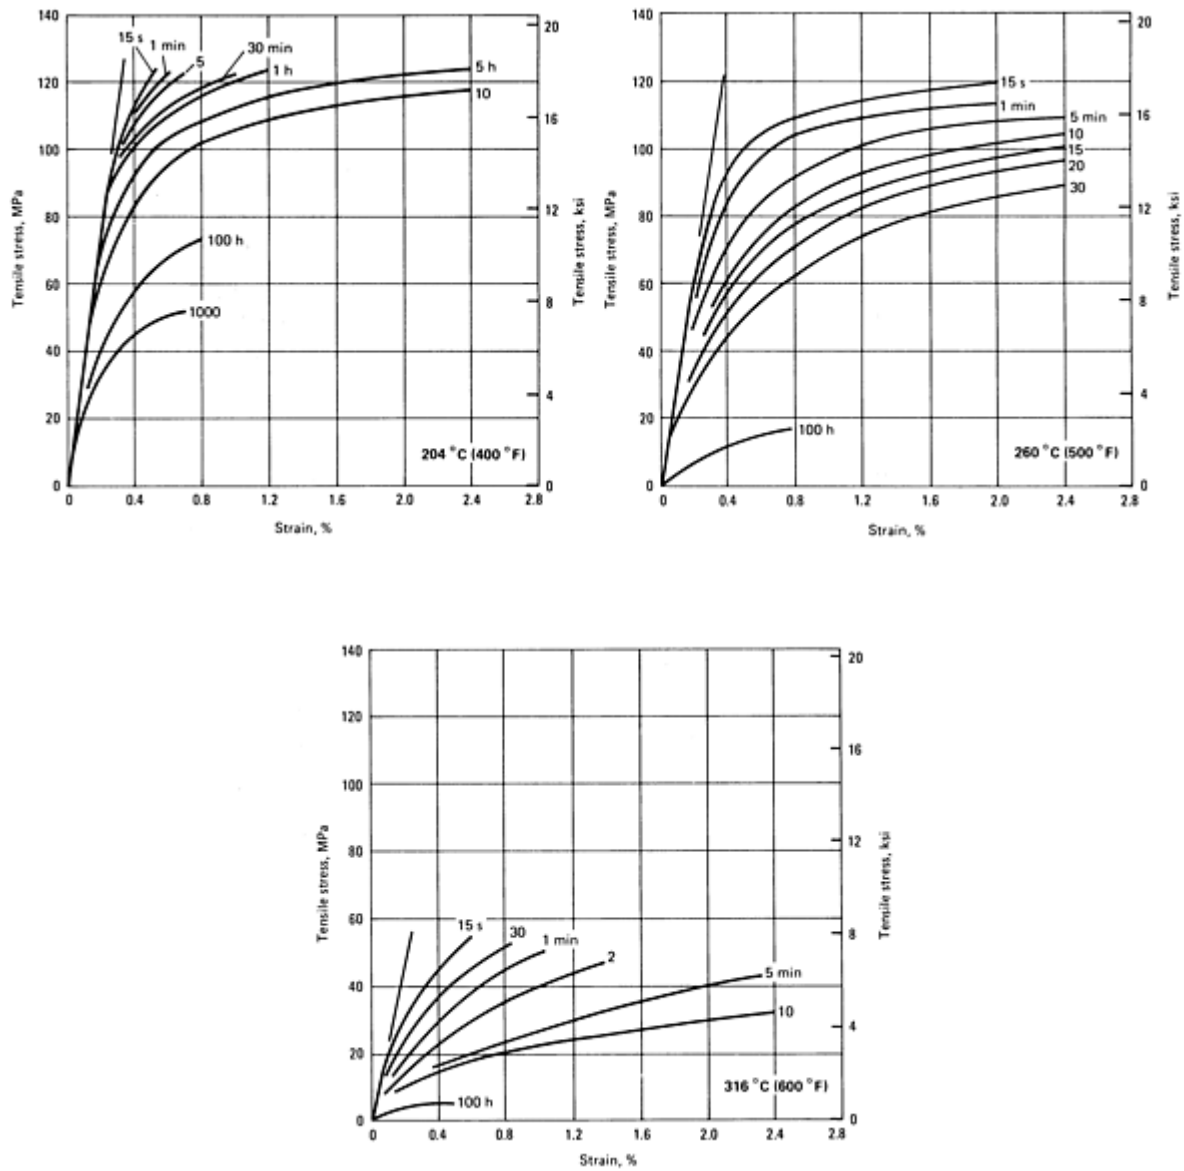 140
120
100
80
60
40
20
0
Tensile stress, MPa
15 s
1 min
5
30 min
1 h
5 h
10
100 h
1000
204 °C (400 °F)
20
16
12
8
4
0
Tensile stress, ksi
0 0.4 0.8 1.2 1.6 2.0 2.4 2.8
Strain, %
140
120
100
80
60
40
20
0
Tensile stress, MPa
15 s
1 min
5 min
10
15
20
30
100 h
260 °C (500 °F)
20
16
12
8
4
0
Tensile stress, ksi
0 0.4 0.8 1.2 1.6 2.0 2.4 2.8
Strain, %
140
120
100
80
60
40
20
0
Tensile stress, MPa
15 s
30
1 min
2
5 min
10
100 h
316 °C (600 °F)
20
16
12
8
4
0
Tensile stress, ksi
0 0.4 0.8 1.2 1.6 2.0 2.4 2.8
Strain, %